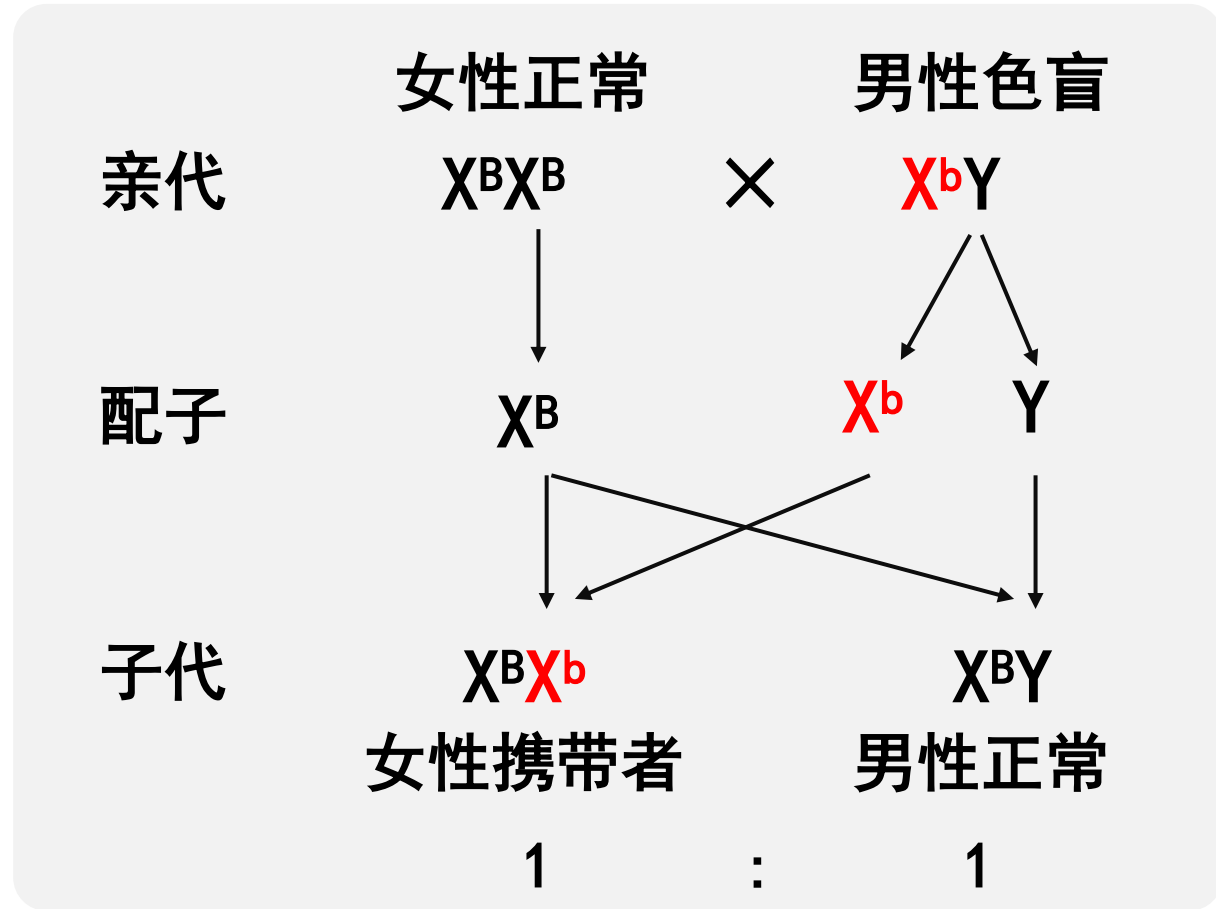 女性正常 男性色盲
亲代 XᴮXᴮ × XᵇY
配子 Xᴮ Xᵇ Y
子代 XᴮXᵇ XᴮY
女性携带者 男性正常
1 : 1